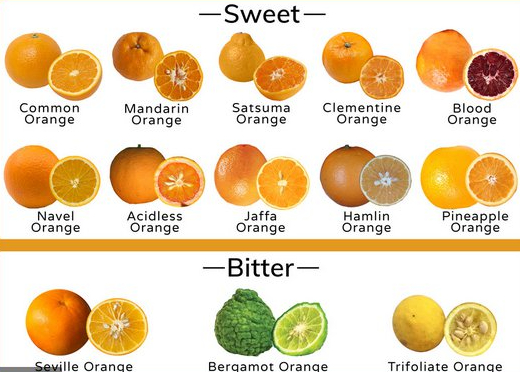 —Sweet—
Common Orange
Mandarin Orange
Satsuma Orange
Clementine Orange
Blood Orange
Navel Orange
Acidless Orange
Jaffa Orange
Hamlin Orange
Pineapple Orange
—Bitter—
Seville Orange
Bergamot Orange
Trifoliate Orange